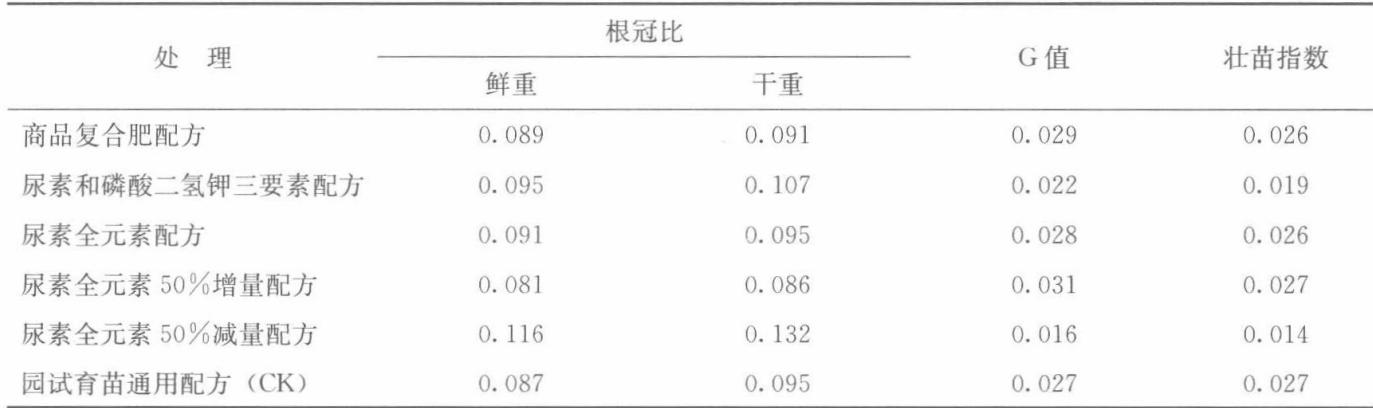 处 理 根冠比 G值 壮苗指数
鲜重 干重
商品复合肥配方 0.089 0.091 0.029 0.026
尿素和磷酸二氢钾三要素配方 0.095 0.107 0.022 0.019
尿素全元素配方 0.091 0.095 0.028 0.026
尿素全元素 50%增量配方 0.081 0.086 0.031 0.027
尿素全元素 50%减量配方 0.116 0.132 0.016 0.014
园试育苗通用配方（CK） 0.087 0.095 0.027 0.027